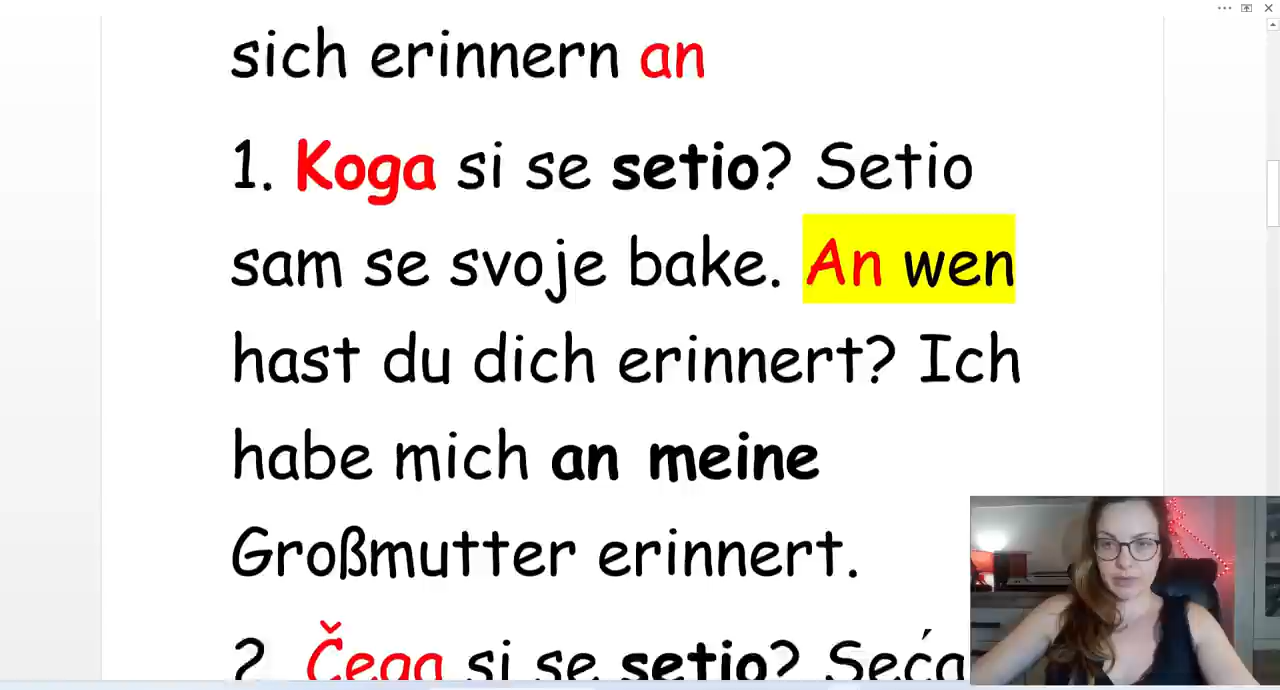 sich erinnern an
1. Koga si se setio? Setio
sam se svoje bake. An wen
hast du dich erinnert? Ich
habe mich an meine
Großmutter erinnert.
2. Čega si se setio? Seća